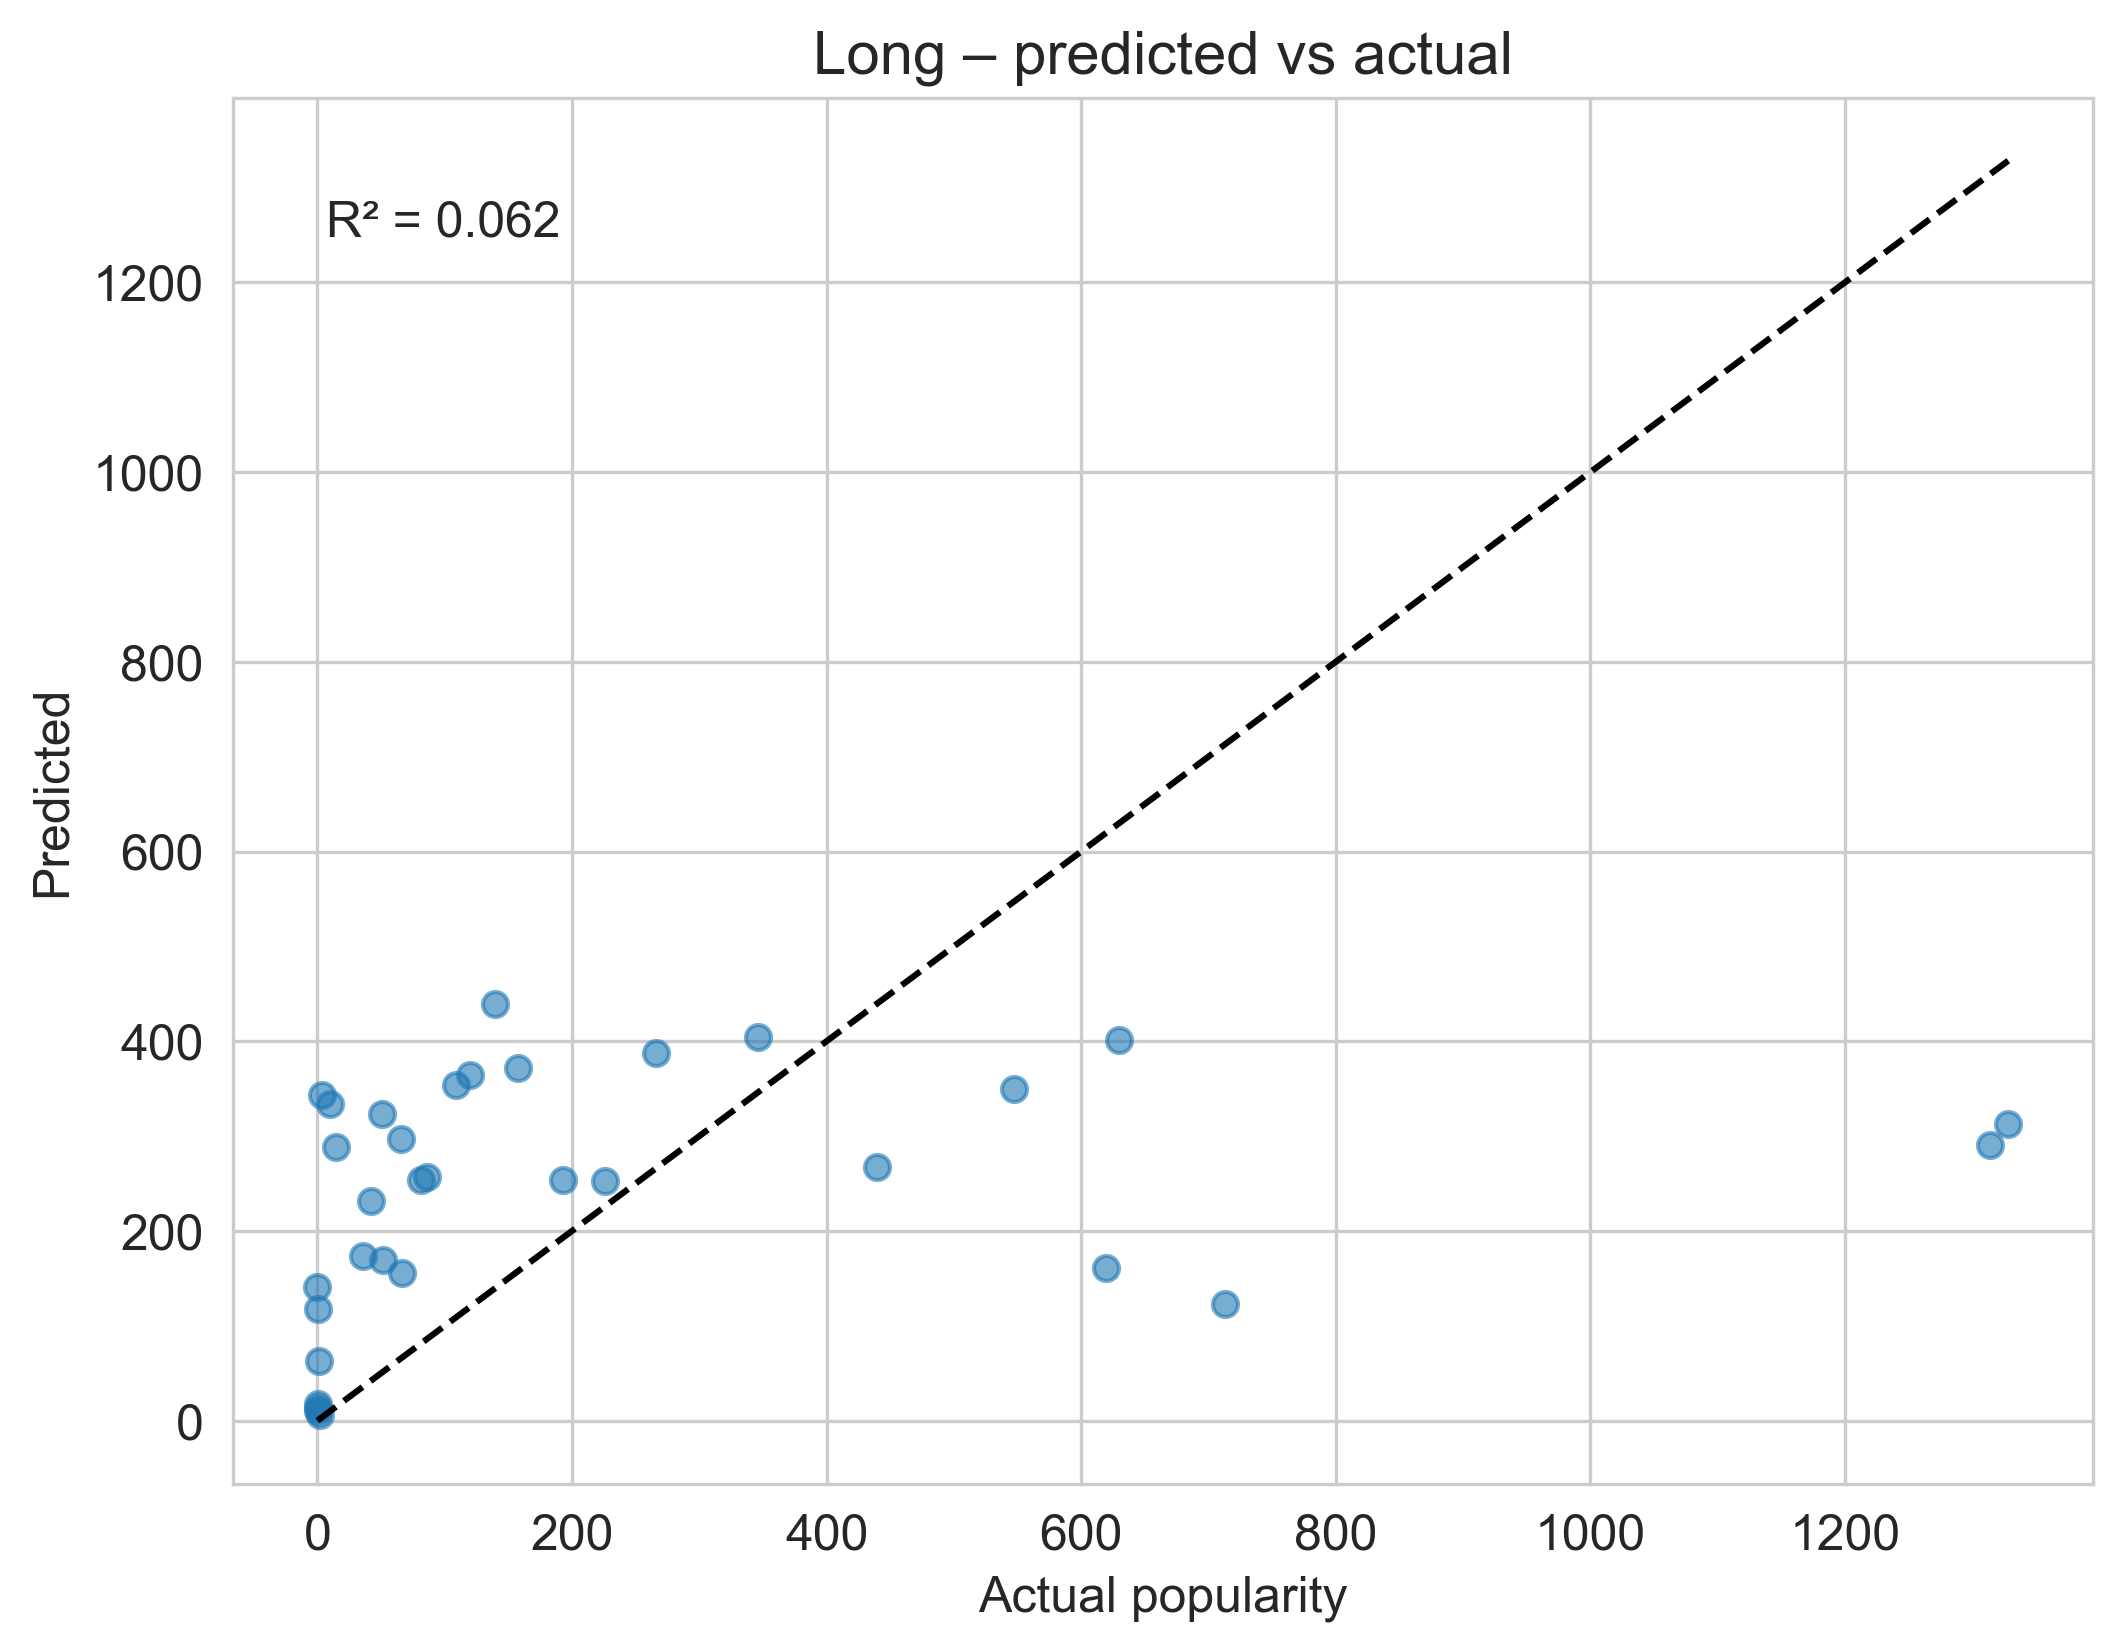 Long – predicted vs actual
R² = 0.062
1200
1000
800
600
400
200
0
Predicted
0 200 400 600 800 1000 1200
Actual popularity